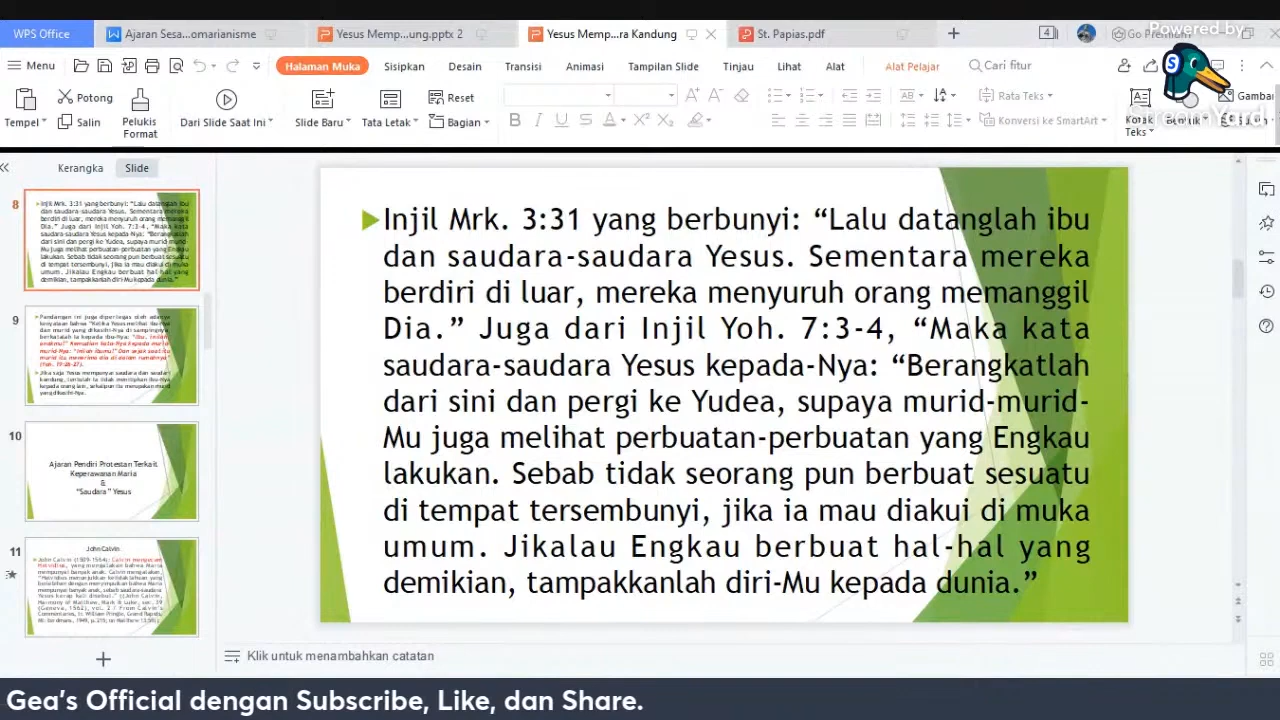 Powered by
WPS Office
Ajaran Sesa...omarianisme
Yesus Memp...ung.pptx 2
Yesus Memp...ra Kandung
St. Papias.pdf
4
Go Premium
Menu
Halaman Muka
Sisipkan
Desain
Transisi
Animasi
Tampilan Slide
Tinjau
Lihat
Alat
Alat Pelajar
Cari fitur
Tempel
Potong
Salin
Pelukis
Format
Dari Slide Saat Ini
Slide Baru
Tata Letak
Reset
Bagian
B I U S A X² X₂
Rata Teks
Konversi ke SmartArt
Kotak
Teks
Gambar
Kerangka
Slide
8
9
10
Ajaran Pendiri Protestan Terkait
Keperawanan Maria
&
“Saudara” Yesus
11
John Calvin
Injil Mrk. 3:31 yang berbunyi: “Lalu datanglah ibu
dan saudara-saudara Yesus. Sementara mereka
berdiri di luar, mereka menyuruh orang memanggil
Dia.” Juga dari Injil Yoh. 7:3-4, “Maka kata
saudara-saudara Yesus kepada-Nya: “Berangkatlah
dari sini dan pergi ke Yudea, supaya murid-murid-
Mu juga melihat perbuatan-perbuatan yang Engkau
lakukan. Sebab tidak seorang pun berbuat sesuatu
di tempat tersembunyi, jika ia mau diakui di muka
umum. Jikalau Engkau berbuat hal-hal yang
demikian, tampakkanlah diri-Mu kepada dunia.”
Klik untuk menambahkan catatan
Gea's Official dengan Subscribe, Like, dan Share.